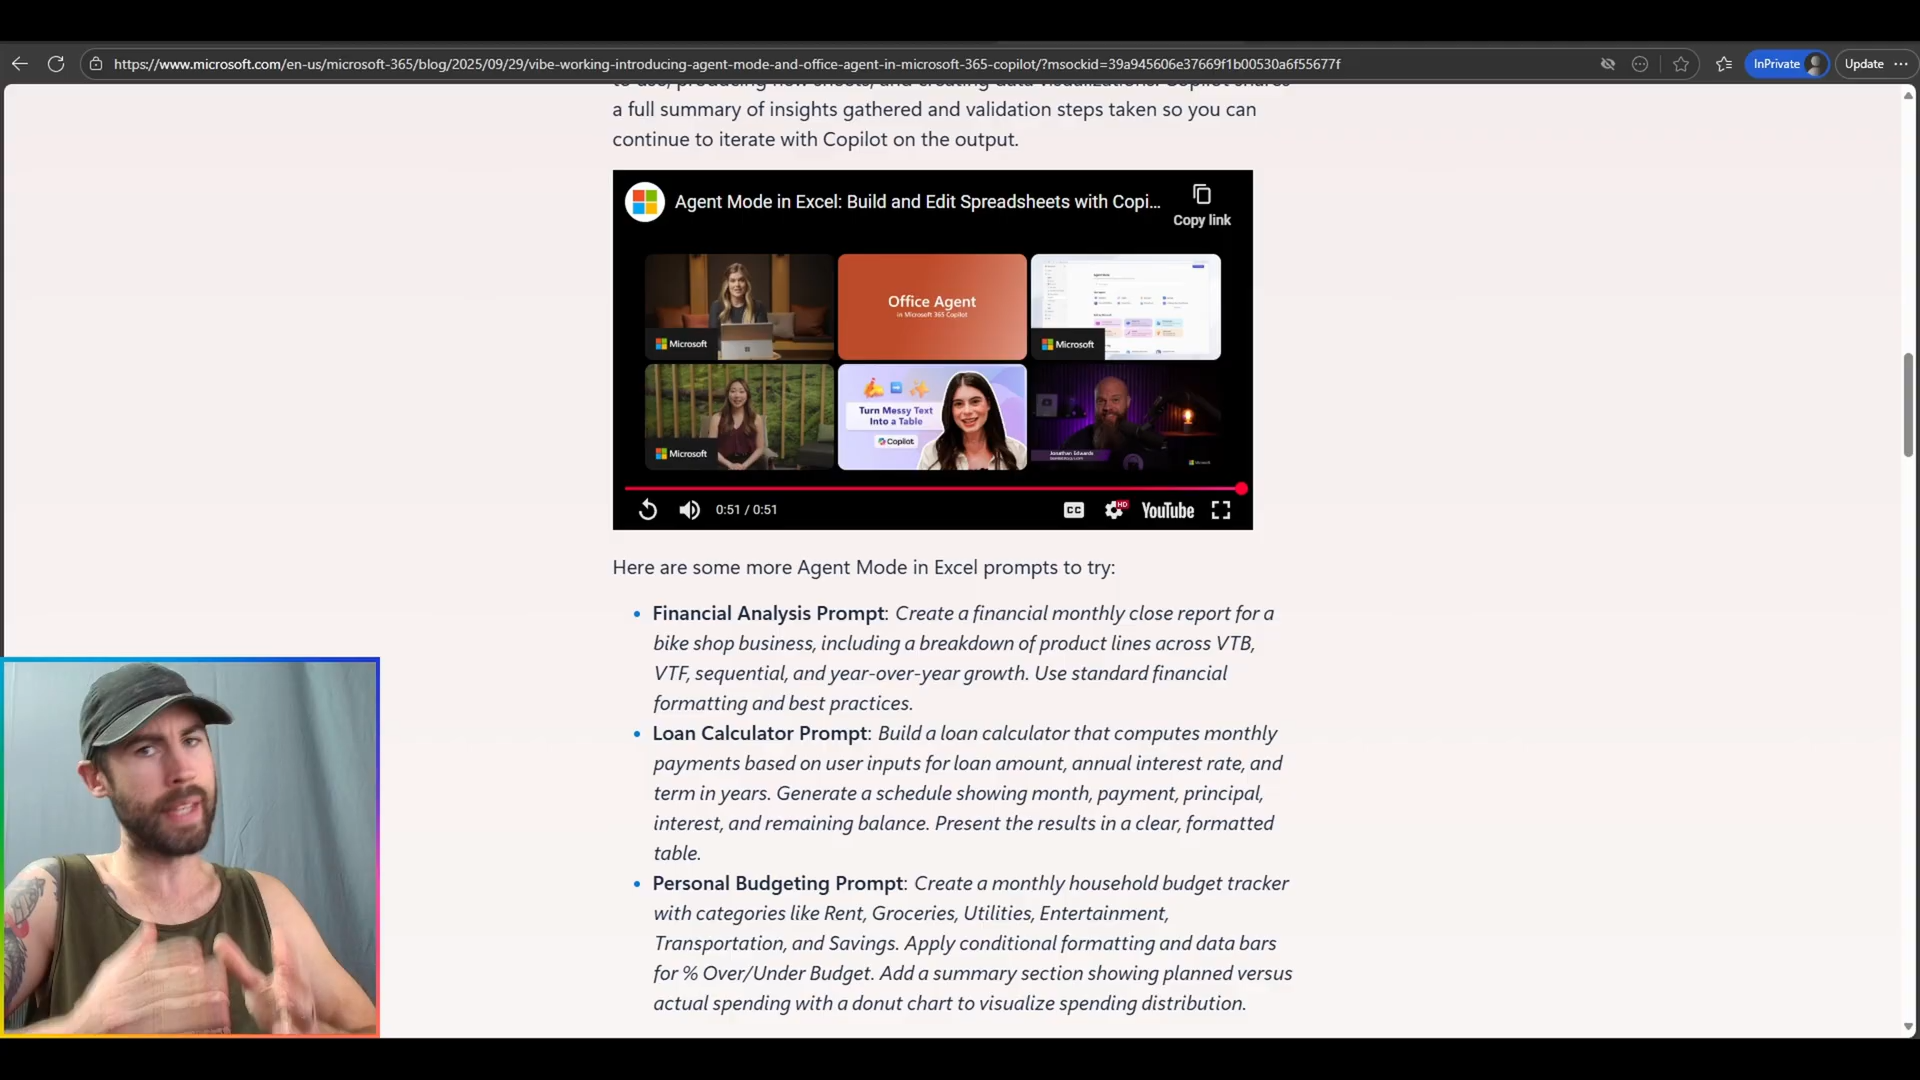 https://www.microsoft.com/en-us/microsoft-365/blog/2025/09/29/vibe-working-introducing-agent-mode-and-office-agent-in-microsoft-365-copilot/?msockid=39a945606e37669f1b00530a6f55677f
InPrivate
Update
a full summary of insights gathered and validation steps taken so you can
continue to iterate with Copilot on the output.
Agent Mode in Excel: Build and Edit Spreadsheets with Copi...
Copy link
Microsoft
Office Agent
in Microsoft 365 Copilot
Microsoft
Microsoft
Turn Messy Text
Into a Table
Copilot
Jonathan Edwards
0:51 / 0:51
CC
HD
YouTube
Here are some more Agent Mode in Excel prompts to try:
Financial Analysis Prompt: Create a financial monthly close report for a
bike shop business, including a breakdown of product lines across VTB,
VTF, sequential, and year-over-year growth. Use standard financial
formatting and best practices.
Loan Calculator Prompt: Build a loan calculator that computes monthly
payments based on user inputs for loan amount, annual interest rate, and
term in years. Generate a schedule showing month, payment, principal,
interest, and remaining balance. Present the results in a clear, formatted
table.
Personal Budgeting Prompt: Create a monthly household budget tracker
with categories like Rent, Groceries, Utilities, Entertainment,
Transportation, and Savings. Apply conditional formatting and data bars
for % Over/Under Budget. Add a summary section showing planned versus
actual spending with a donut chart to visualize spending distribution.